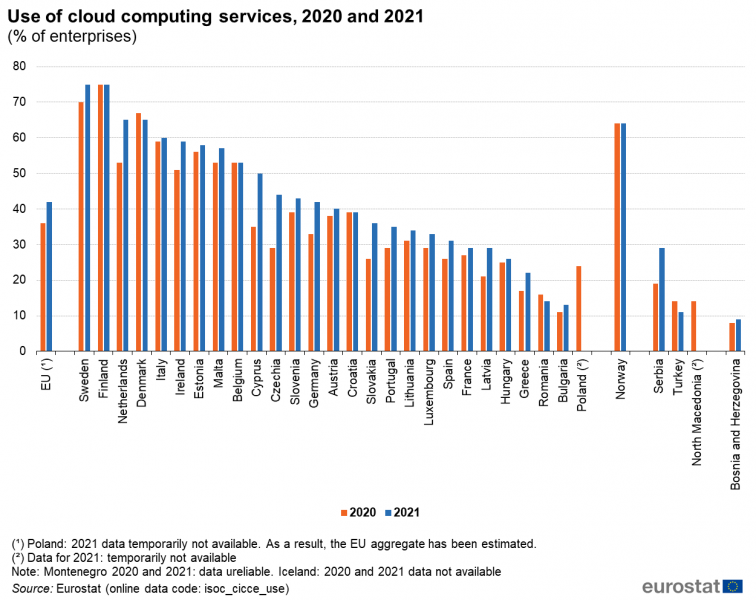 Use of cloud computing services, 2020 and 2021
(% of enterprises)
80
70
60
50
40
30
20
10
0
EU (¹)
Sweden
Finland
Netherlands
Denmark
Italy
Ireland
Estonia
Malta
Belgium
Cyprus
Czechia
Slovenia
Germany
Austria
Croatia
Slovakia
Portugal
Lithuania
Luxembourg
Spain
France
Latvia
Hungary
Greece
Romania
Bulgaria
Poland (²)
Norway
Serbia
Turkey
North Macedonia (²)
Bosnia and Herzegovina
2020 2021
(¹) Poland: 2021 data temporarily not available. As a result, the EU aggregate has been estimated.
(²) Data for 2021: temporarily not available
Note: Montenegro 2020 and 2021: data ureliable. Iceland: 2020 and 2021 data not available
Source: Eurostat (online data code: isoc_cicce_use)
eurostat